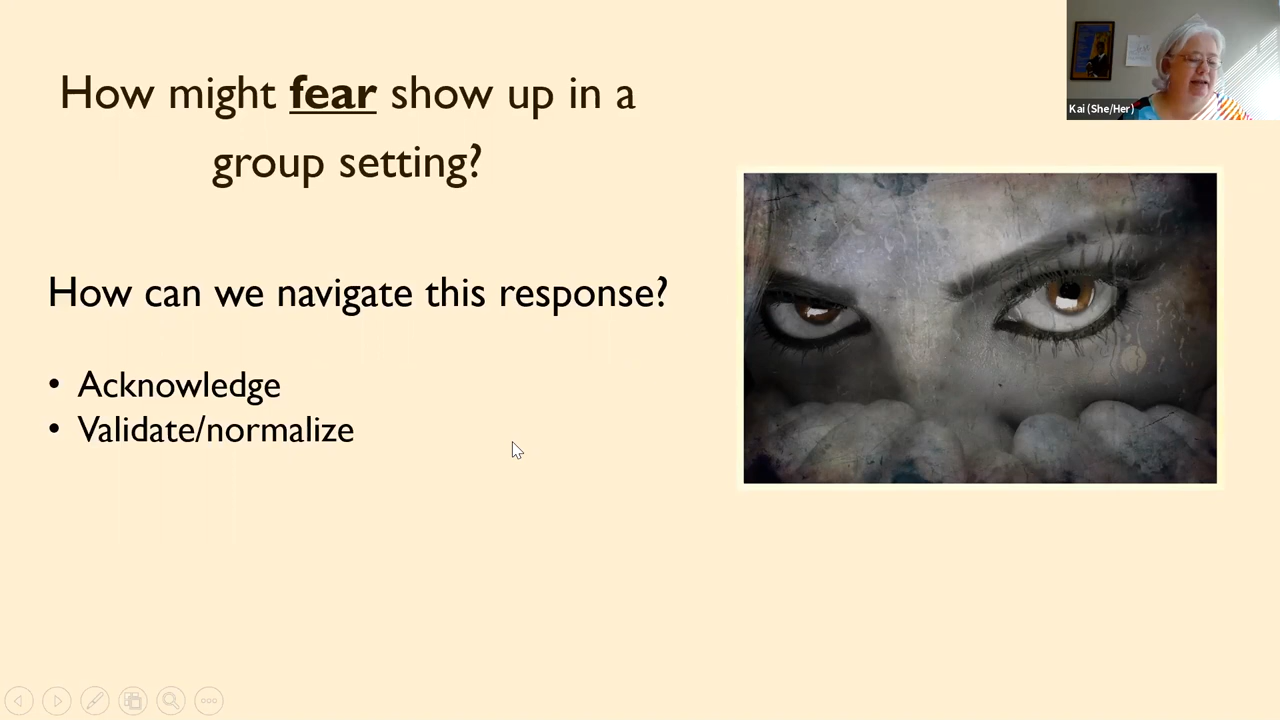 How might fear show up in a
group setting?
How can we navigate this response?
• Acknowledge
• Validate/normalize
Kai (She/Her)